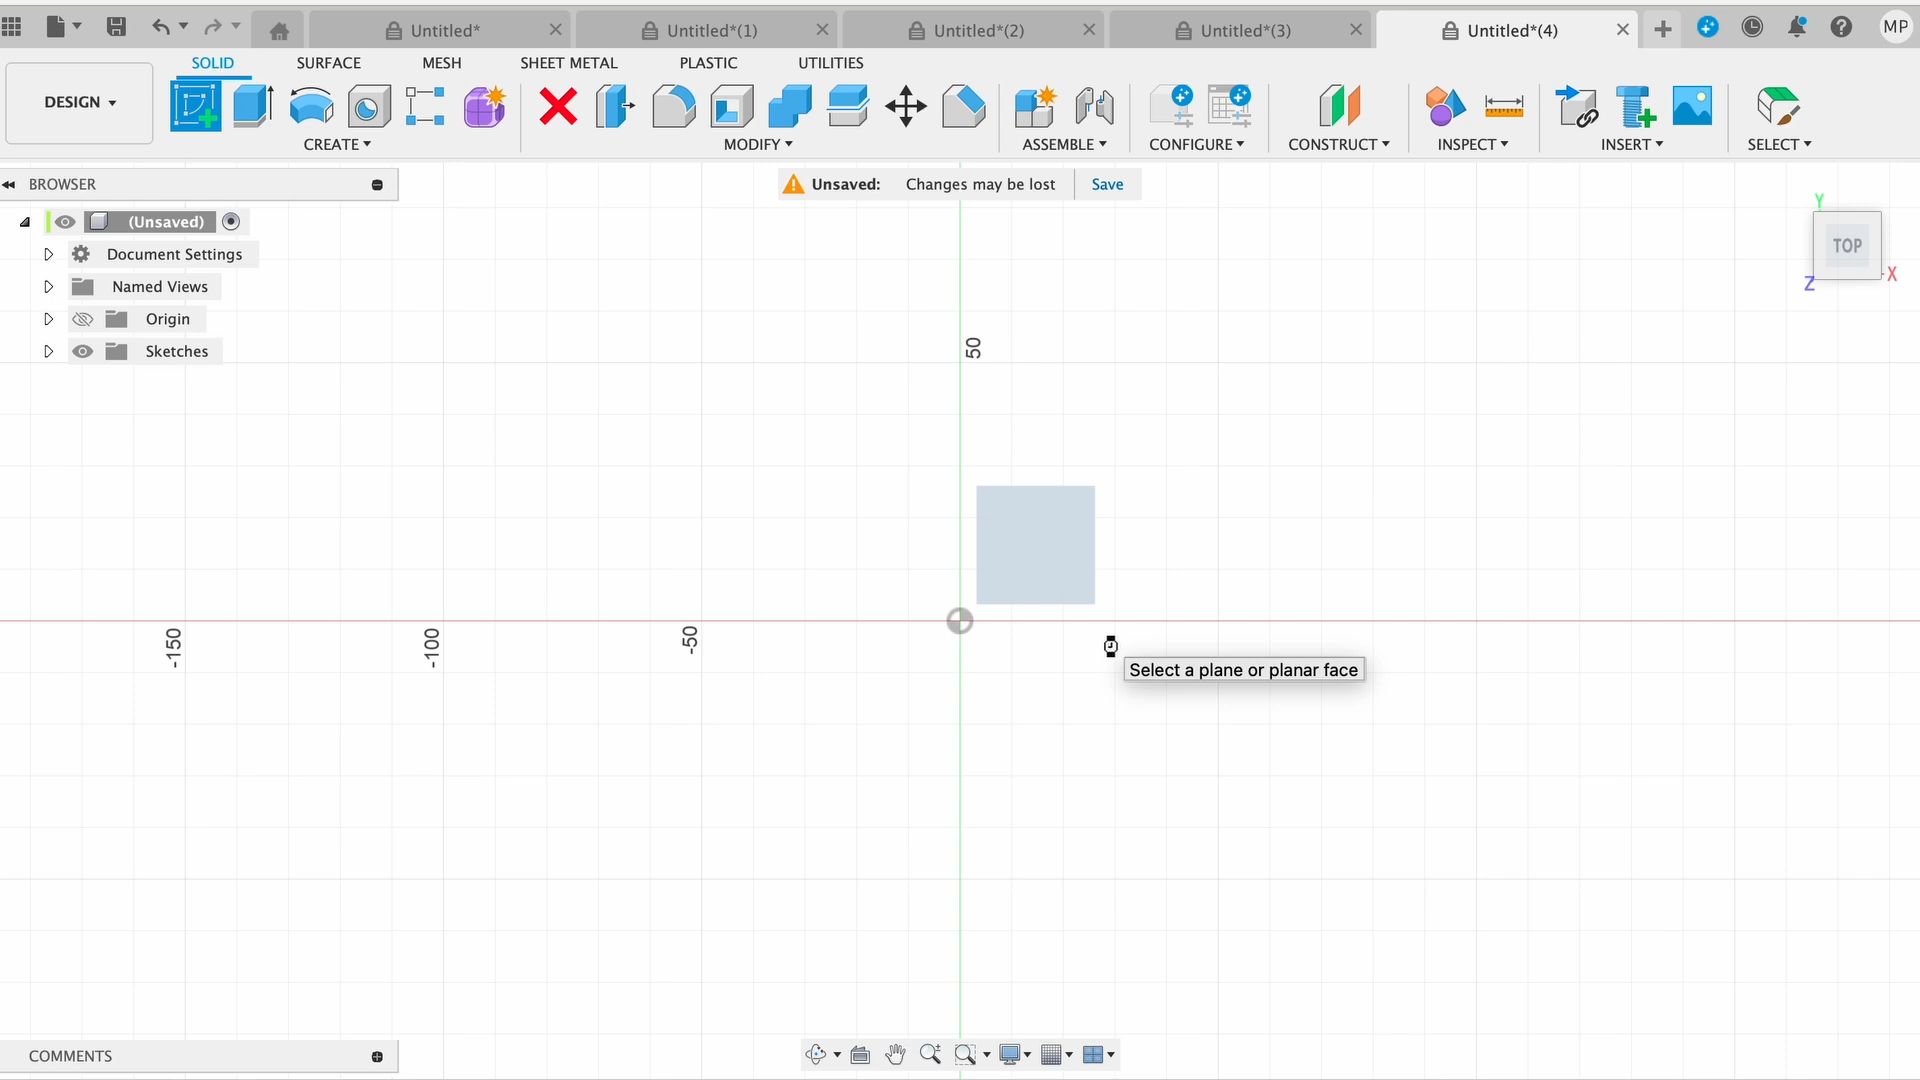 Untitled*
Untitled*(1)
Untitled*(2)
Untitled*(3)
Untitled*(4)
MP
SOLID
SURFACE
MESH
SHEET METAL
PLASTIC
UTILITIES
DESIGN
CREATE
MODIFY
ASSEMBLE
CONFIGURE
CONSTRUCT
INSPECT
INSERT
SELECT
BROWSER
Unsaved: Changes may be lost Save
(Unsaved)
Document Settings
Named Views
Origin
Sketches
Y
TOP
X
Z
50
-150
-100
-50
Select a plane or planar face
COMMENTS